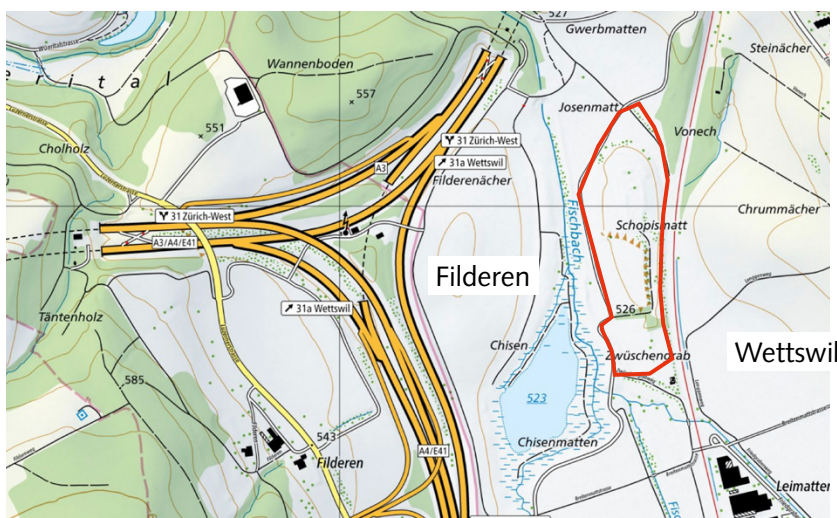 527
Gwerbmatten
Steinächer
Wannenboden
557
e r i t a l
Josenmatt
Vonech
551
31 Zürich-West
31a Wettswil
Cholholz
A3
Filderenächer
Luzernerstrasse
31 Zürich-West
Schopismatt
Chrummächer
A3/A4/E41
Fischbach
Filderen
31a Wettswil
526
Täntenholz
Chisen
Zwüschengrab
Wettswil
585
523
Chisenmatten
543
A4/E41
Filderen
Leimatten
Breitenmattstrasse